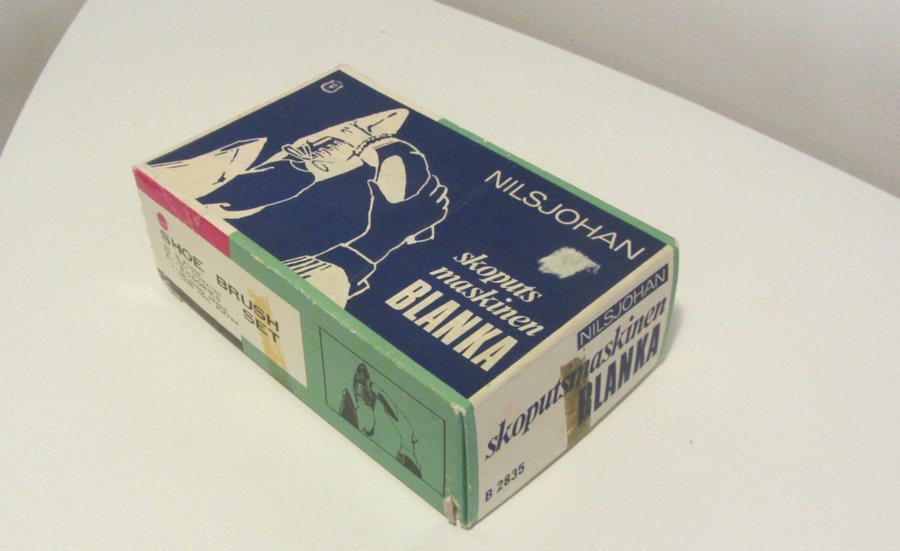 NILSJOHAN
skoputs
maskinen
BLANKA
NILSJOHAN
skoputsmaskinen
BLANKA
B 2835
SHOE BRUSH
SET